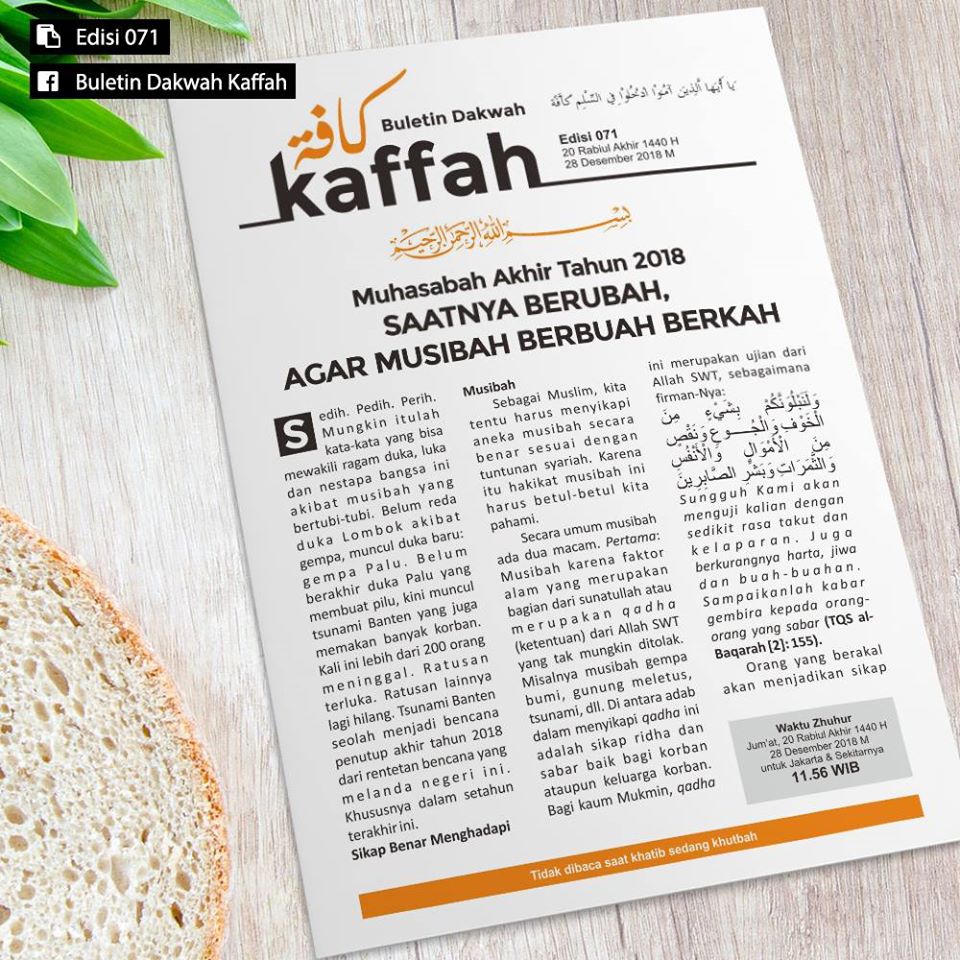 Edisi 071
Buletin Dakwah Kaffah
كافة
Buletin Dakwah
kaffah
يَا أَيُّهَا الَّذِينَ آمَنُوا ادْخُلُوا فِي السِّلْمِ كَافَّةً
Edisi 071
20 Rabiul Akhir 1440 H
28 Desember 2018 M
بِسْمِ اللهِ الرَّحْمَنِ الرَّحِيْمِ
Muhasabah Akhir Tahun 2018
SAATNYA BERUBAH,
AGAR MUSIBAH BERBUAH BERKAH
Sedih. Pedih. Perih.
Mungkin itulah
kata-kata yang bisa
mewakili ragam duka, luka
dan nestapa bangsa ini
akibat musibah yang
bertubi-tubi. Belum reda
duka Lombok akibat
gempa, muncul duka baru:
gempa Palu. Belum
berakhir duka Palu yang
membuat pilu, kini muncul
tsunami Banten yang juga
memakan banyak korban.
Kali ini lebih dari 200 orang
meninggal. Ratusan
terluka. Ratusan lainnya
lagi hilang. Tsunami Banten
seolah menjadi bencana
penutup akhir tahun 2018
dari rentetan bencana yang
melanda negeri ini.
Khususnya dalam setahun
terakhir ini.
Sikap Benar Menghadapi
Musibah
Sebagai Muslim, kita
tentu harus menyikapi
aneka musibah secara
benar sesuai dengan
tuntunan syariah. Karena
itu hakikat musibah ini
harus betul-betul kita
pahami.
Secara umum musibah
ada dua macam. Pertama:
Musibah karena faktor
alam yang merupakan
bagian dari sunatullah atau
merupakan qadha
(ketentuan) dari Allah SWT
yang tak mungkin ditolak.
Misalnya musibah gempa
bumi, gunung meletus,
tsunami, dll. Di antara adab
dalam menyikapi qadha ini
adalah sikap ridha dan
sabar baik bagi korban
ataupun keluarga korban.
Bagi kaum Mukmin, qadha
ini merupakan ujian dari
Allah SWT, sebagaimana
firman-Nya:
وَلَنَبْلُوَنَّكُمْ بِشَيْءٍ مِنَ
الْخَوْفِ وَالْجُوعِ وَنَقْصٍ
مِنَ الْأَمْوَالِ وَالْأَنْفُسِ
وَالثَّمَرَاتِ وَبَشِّرِ الصَّابِرِينَ
Sungguh Kami akan
menguji kalian dengan
sedikit rasa takut dan
kelaparan. Juga
berkurangnya harta, jiwa
dan buah-buahan.
Sampaikanlah kabar
gembira kepada orang-
orang yang sabar (TQS al-
Baqarah [2]: 155).
Orang yang berakal
akan menjadikan sikap
Waktu Zhuhur
Jum'at, 20 Rabiul Akhir 1440 H
28 Desember 2018 M
untuk Jakarta & Sekitarnya
11.56 WIB
Tidak dibaca saat khatib sedang khutbah